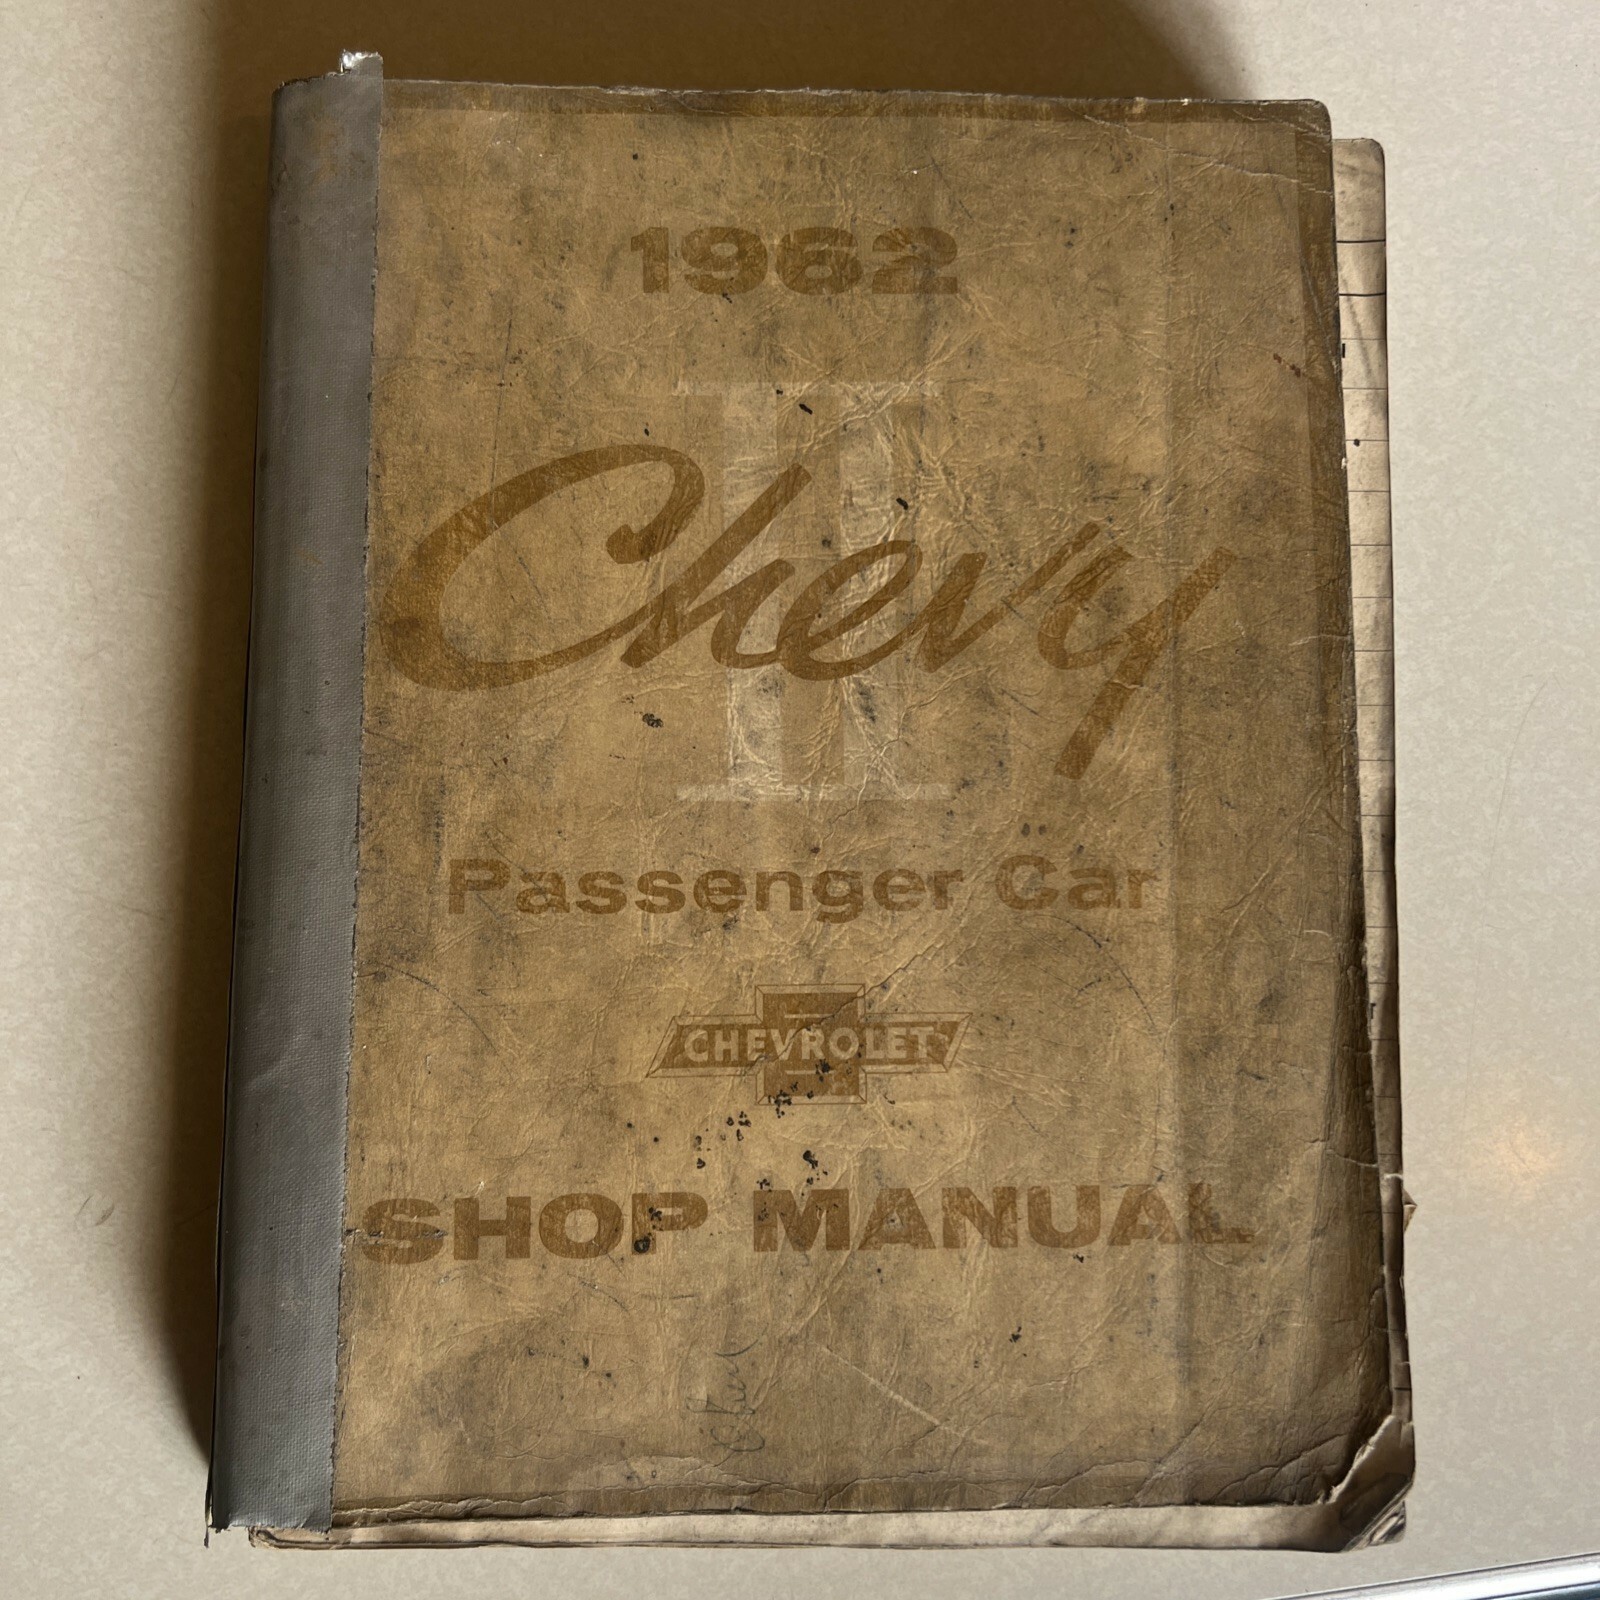 1962
Chevy II
Passenger Car
CHEVROLET
SHOP MANUAL